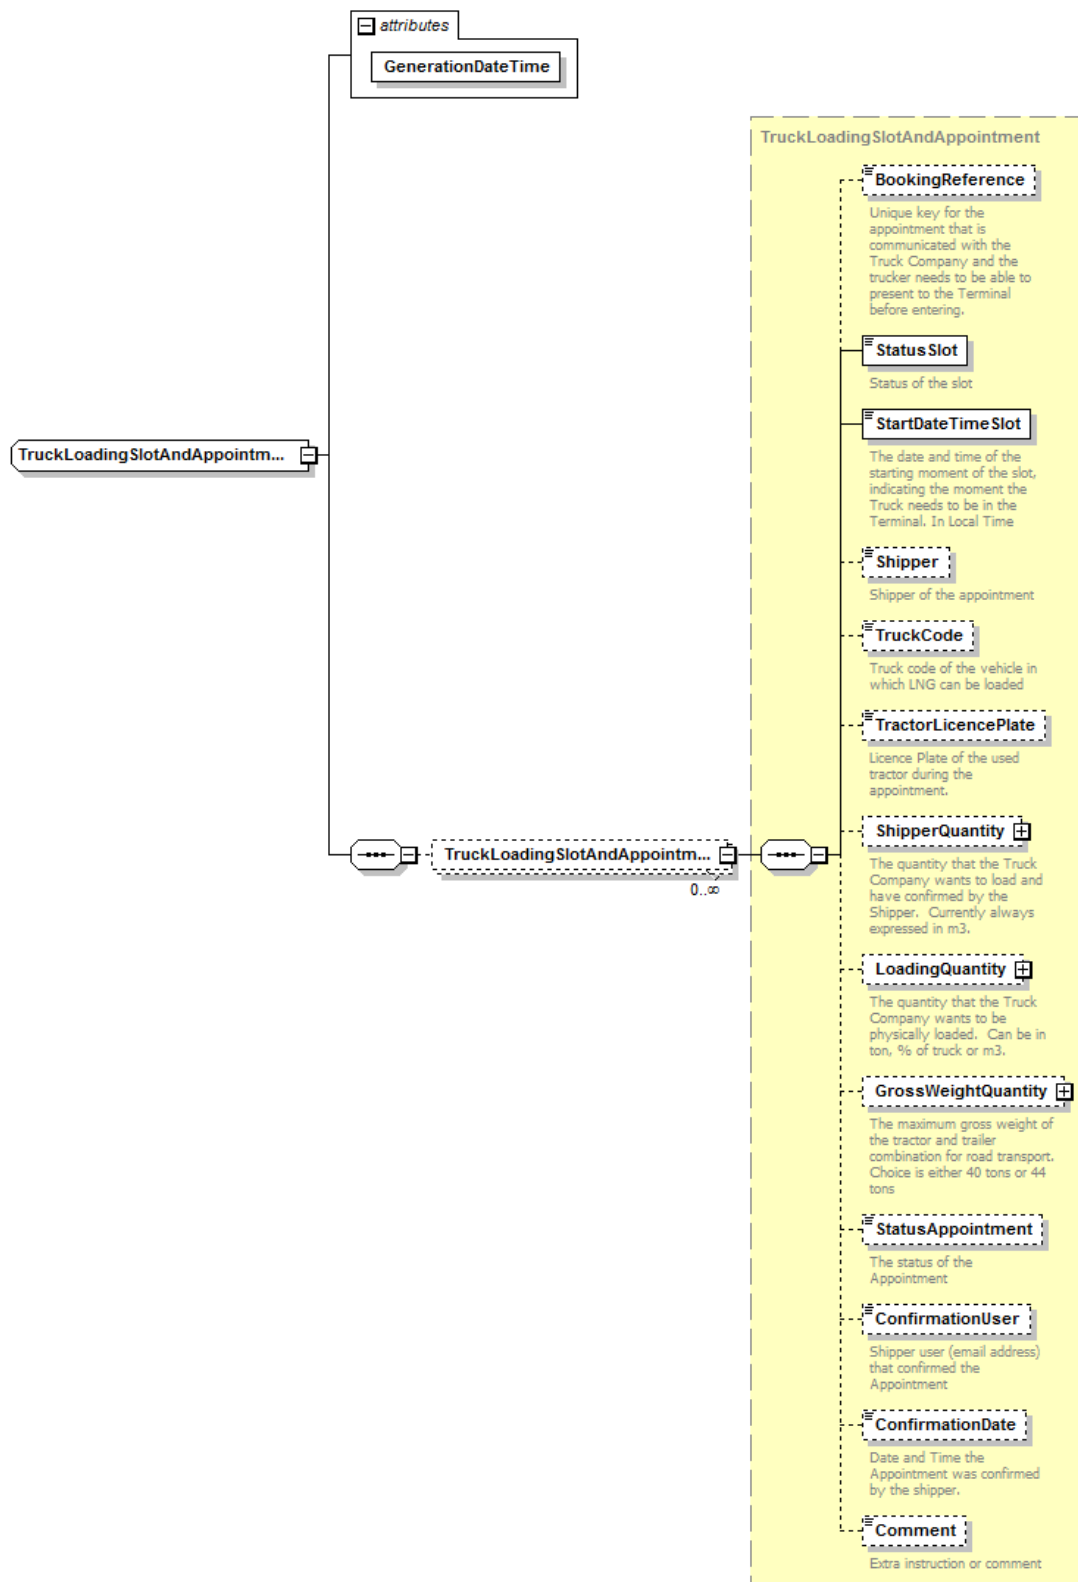 attributes
GenerationDateTime
TruckLoadingSlotAndAppointment
BookingReference
Unique key for the
appointment that is
communicated with the
Truck Company and the
trucker needs to be able to
present to the Terminal
before entering.
StatusSlot
Status of the slot
StartDateTimeSlot
The date and time of the
starting moment of the slot,
indicating the moment the
Truck needs to be in the
Terminal. In Local Time
TruckLoadingSlotAndAppointm...
Shipper
Shipper of the appointment
TruckCode
Truck code of the vehicle in
which LNG can be loaded
TractorLicencePlate
Licence Plate of the used
tractor during the
appointment.
TruckLoadingSlotAndAppointm...
0..∞
ShipperQuantity
The quantity that the Truck
Company wants to load and
have confirmed by the
Shipper. Currently always
expressed in m3.
LoadingQuantity
The quantity that the Truck
Company wants to be
physically loaded. Can be in
ton, % of truck or m3.
GrossWeightQuantity
The maximum gross weight of
the tractor and trailer
combination for road transport.
Choice is either 40 tons or 44
tons
StatusAppointment
The status of the
Appointment
ConfirmationUser
Shipper user (email address)
that confirmed the
Appointment
ConfirmationDate
Date and Time the
Appointment was confirmed
by the shipper.
Comment
Extra instruction or comment